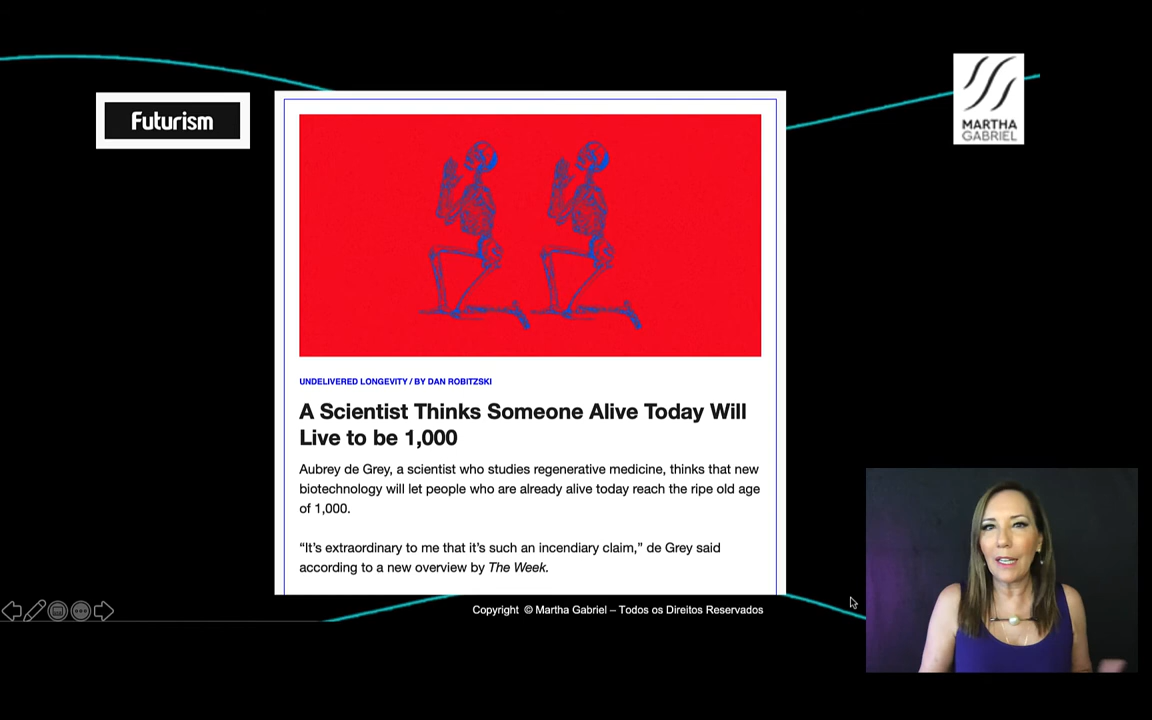 Futurism
MARTHA
GABRIEL
UNDELIVERED LONGEVITY / BY DAN ROBITZSKI
A Scientist Thinks Someone Alive Today Will
Live to be 1,000
Aubrey de Grey, a scientist who studies regenerative medicine, thinks that new
biotechnology will let people who are already alive today reach the ripe old age
of 1,000.
“It’s extraordinary to me that it’s such an incendiary claim,” de Grey said
according to a new overview by The Week.
Copyright © Martha Gabriel – Todos os Direitos Reservados